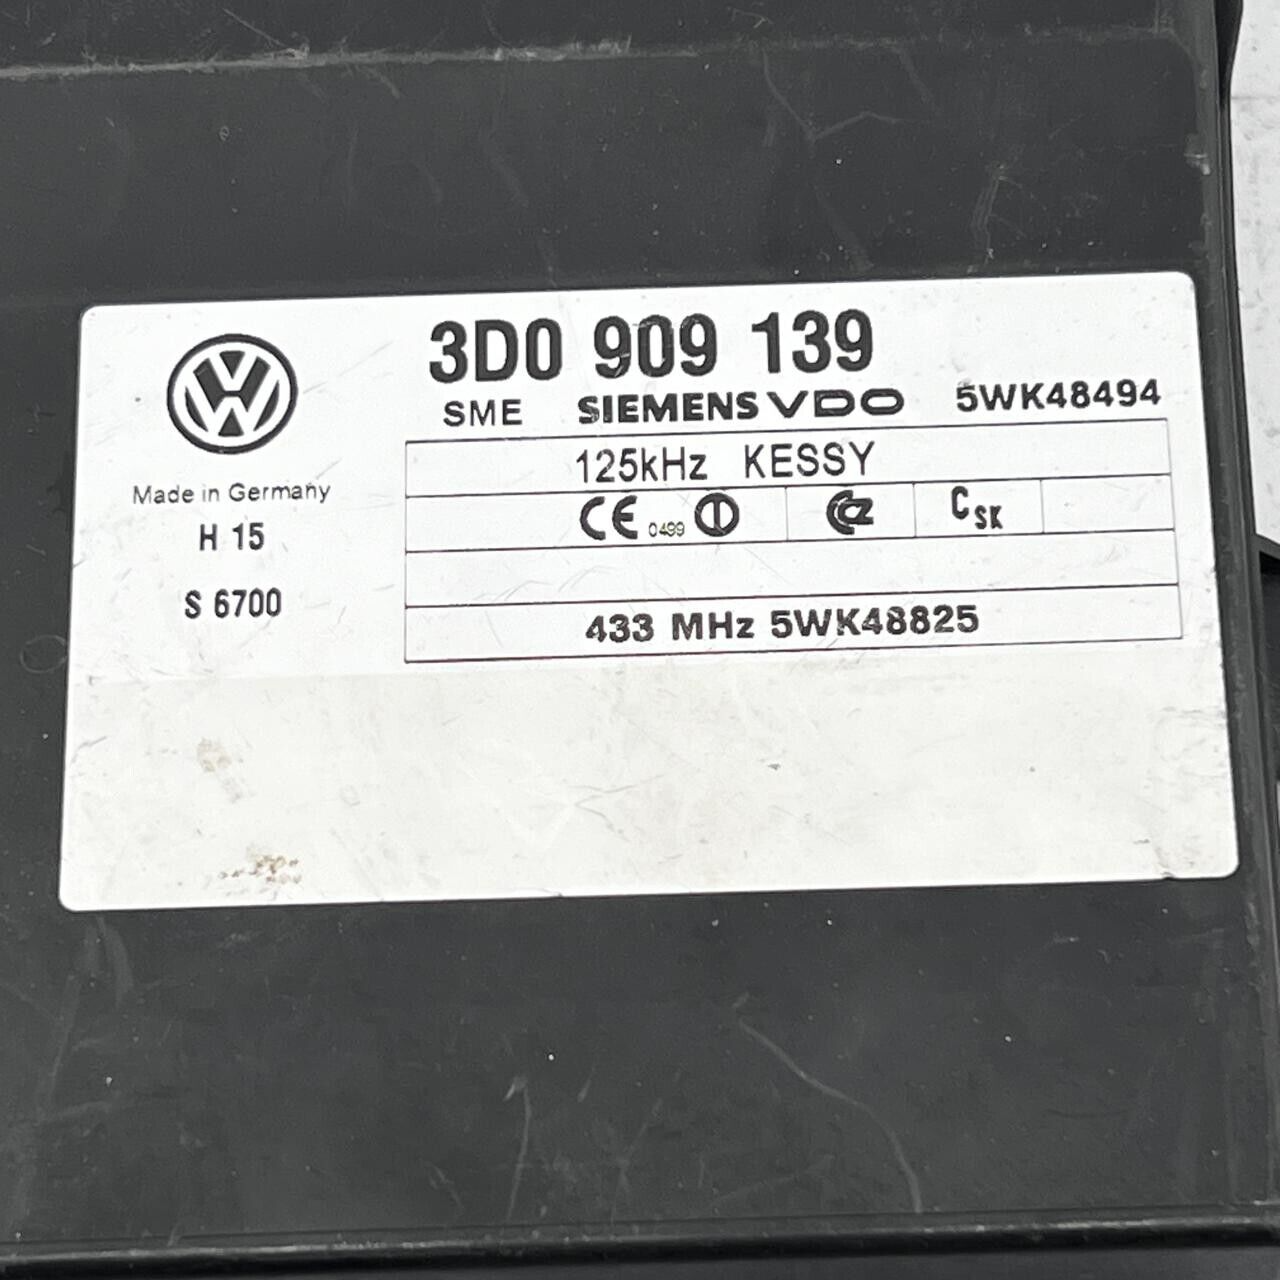 3D0 909 139
SME SIEMENS VDO 5WK48494
125kHz KESSY
Made in Germany
H 15
CE 0499 C SK
S 6700
433 MHz 5WK48825